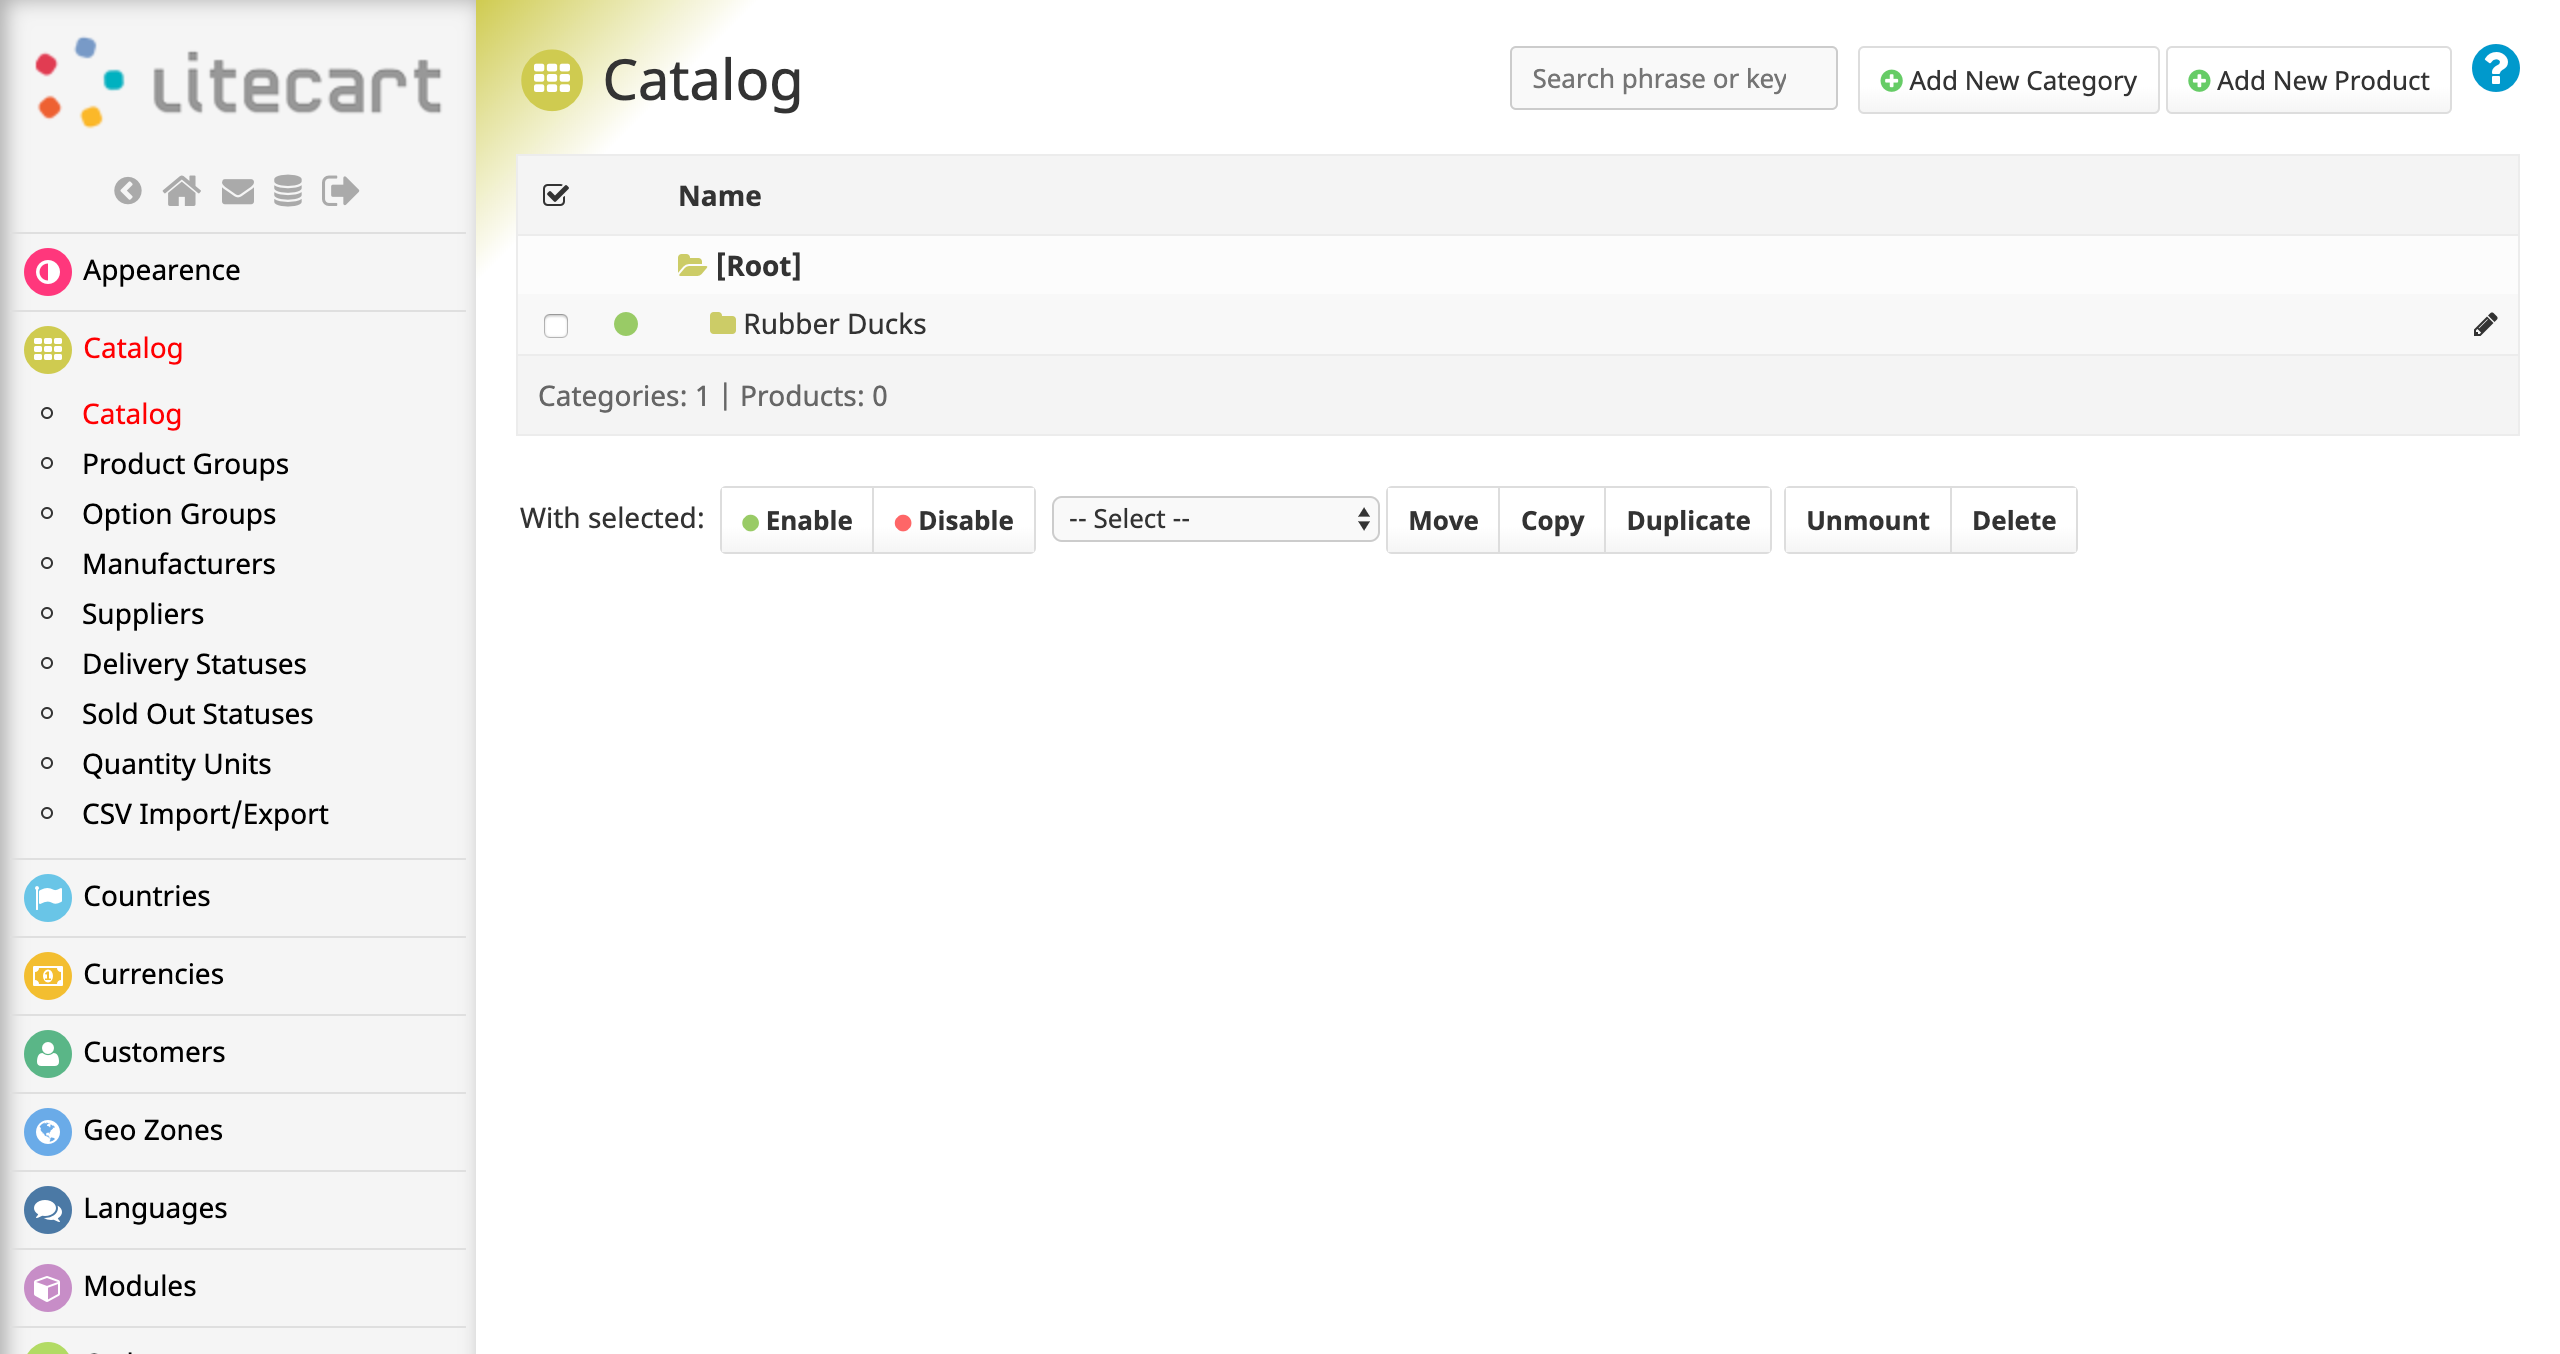 Litecart
Appearence
Catalog
Catalog
Product Groups
Option Groups
Manufacturers
Suppliers
Delivery Statuses
Sold Out Statuses
Quantity Units
CSV Import/Export
Countries
Currencies
Customers
Geo Zones
Languages
Modules
Catalog
Search phrase or key
Add New Category
Add New Product
?
Name
[Root]
Rubber Ducks
Categories: 1 | Products: 0
With selected: Enable Disable -- Select -- Move Copy Duplicate Unmount Delete